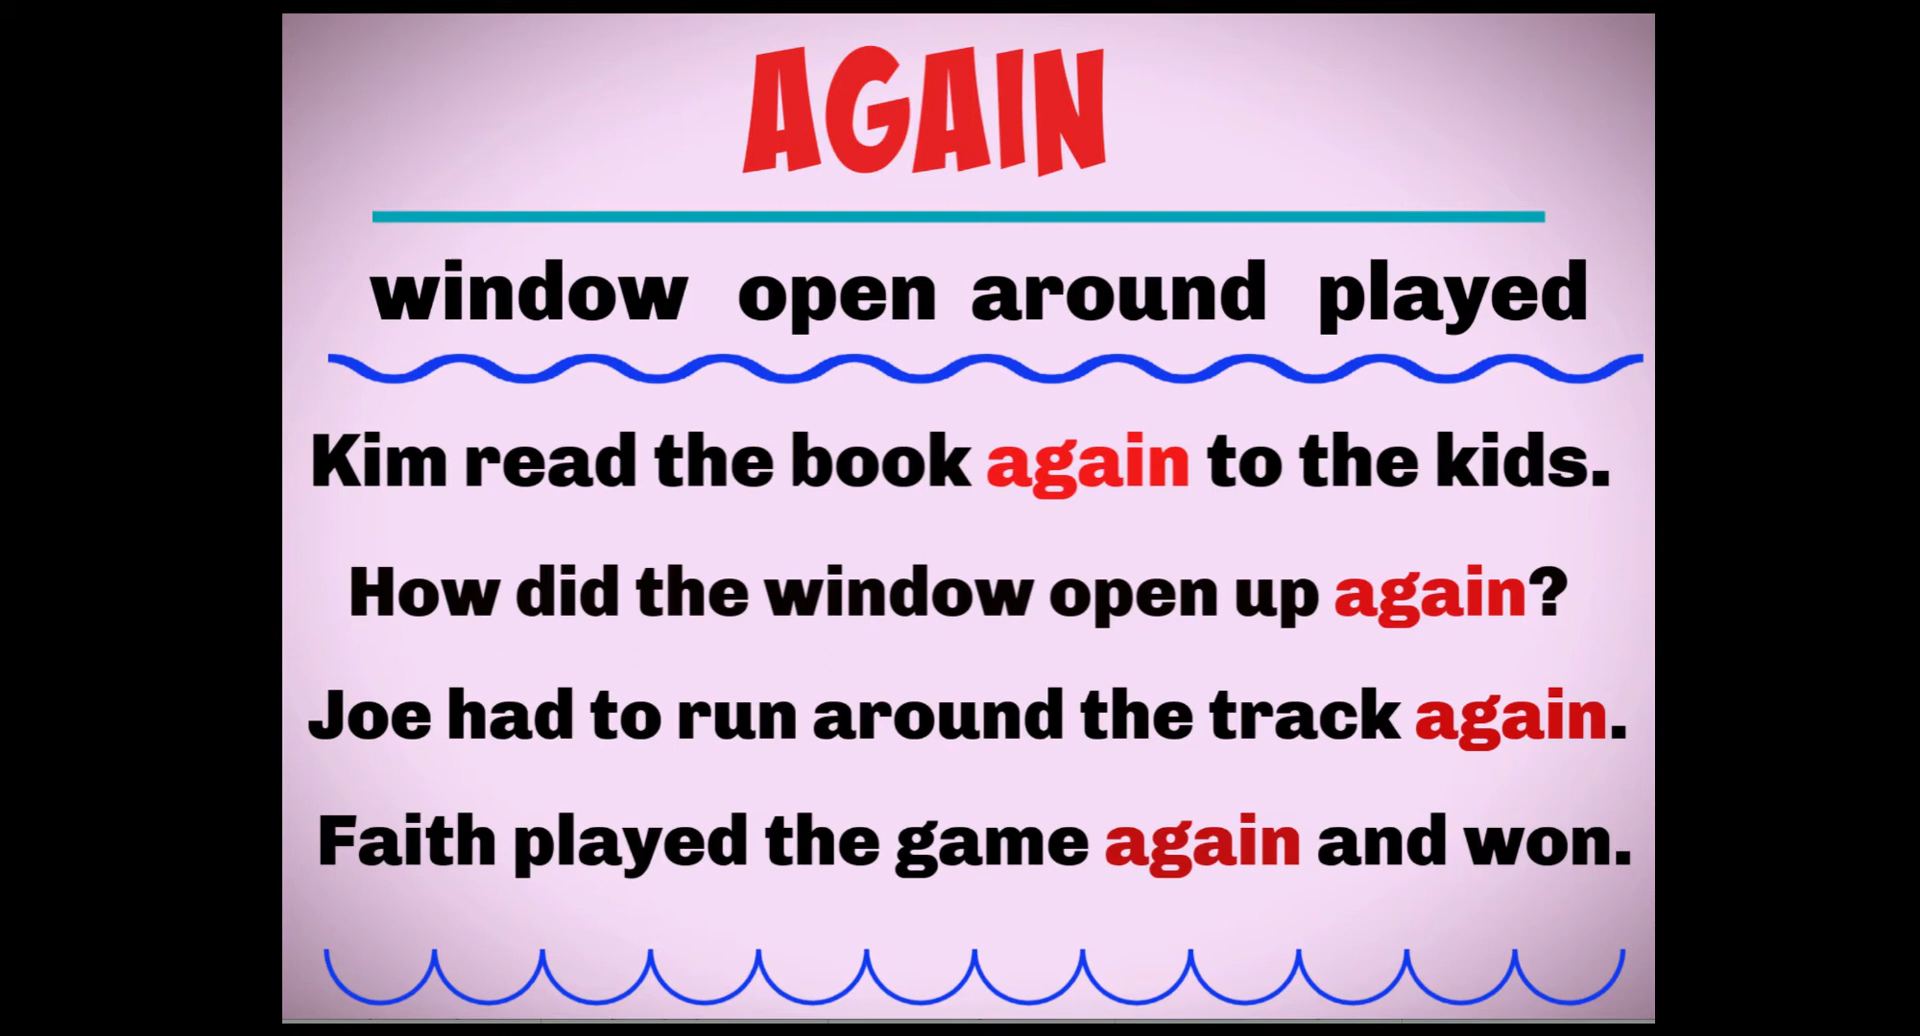 AGAIN
window open around played
Kim read the book again to the kids.
How did the window open up again?
Joe had to run around the track again.
Faith played the game again and won.